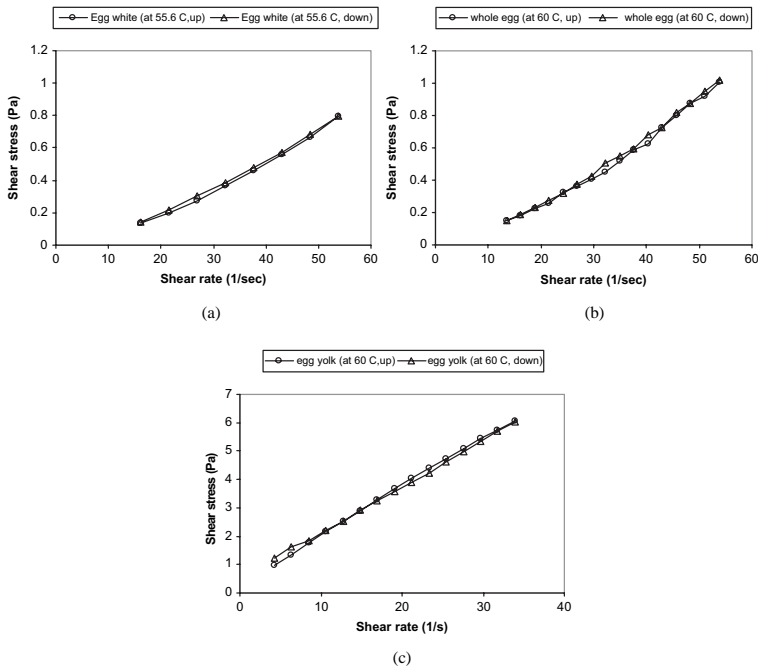 Egg white (at 55.6 C,up) Egg white (at 55.6 C, down)
1.2
1
0.8
0.6
0.4
0.2
0
Shear stress (Pa)
0 10 20 30 40 50 60
Shear rate (1/sec)
(a)
whole egg (at 60 C, up) whole egg (at 60 C, down)
1.2
1
0.8
0.6
0.4
0.2
0
Shear stress (Pa)
0 10 20 30 40 50 60
Shear rate (1/sec)
(b)
egg yolk (at 60 C,up) egg yolk (at 60 C, down)
7
6
5
4
3
2
1
0
Shear stress (Pa)
0 10 20 30 40
Shear rate (1/s)
(c)